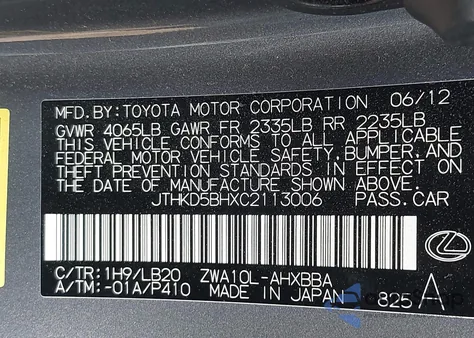 MFD.BY:TOYOTA MOTOR CORPORATION 06/12
GVWR 4065LB GAWR FR 2335LB RR 2235LB
THIS VEHICLE CONFORMS TO ALL APPLICABLE
FEDERAL MOTOR VEHICLE SAFETY, BUMPER, AND
THEFT PREVENTION STANDARDS IN EFFECT ON
THE DATE OF MANUFACTURE SHOWN ABOVE.
JTHKD5BHXC2113006 PASS.CAR
C/TR:1H9/LB20 ZWA10L-AHXBBA
A/TM:-01A/P410 MADE IN JAPAN 825 A